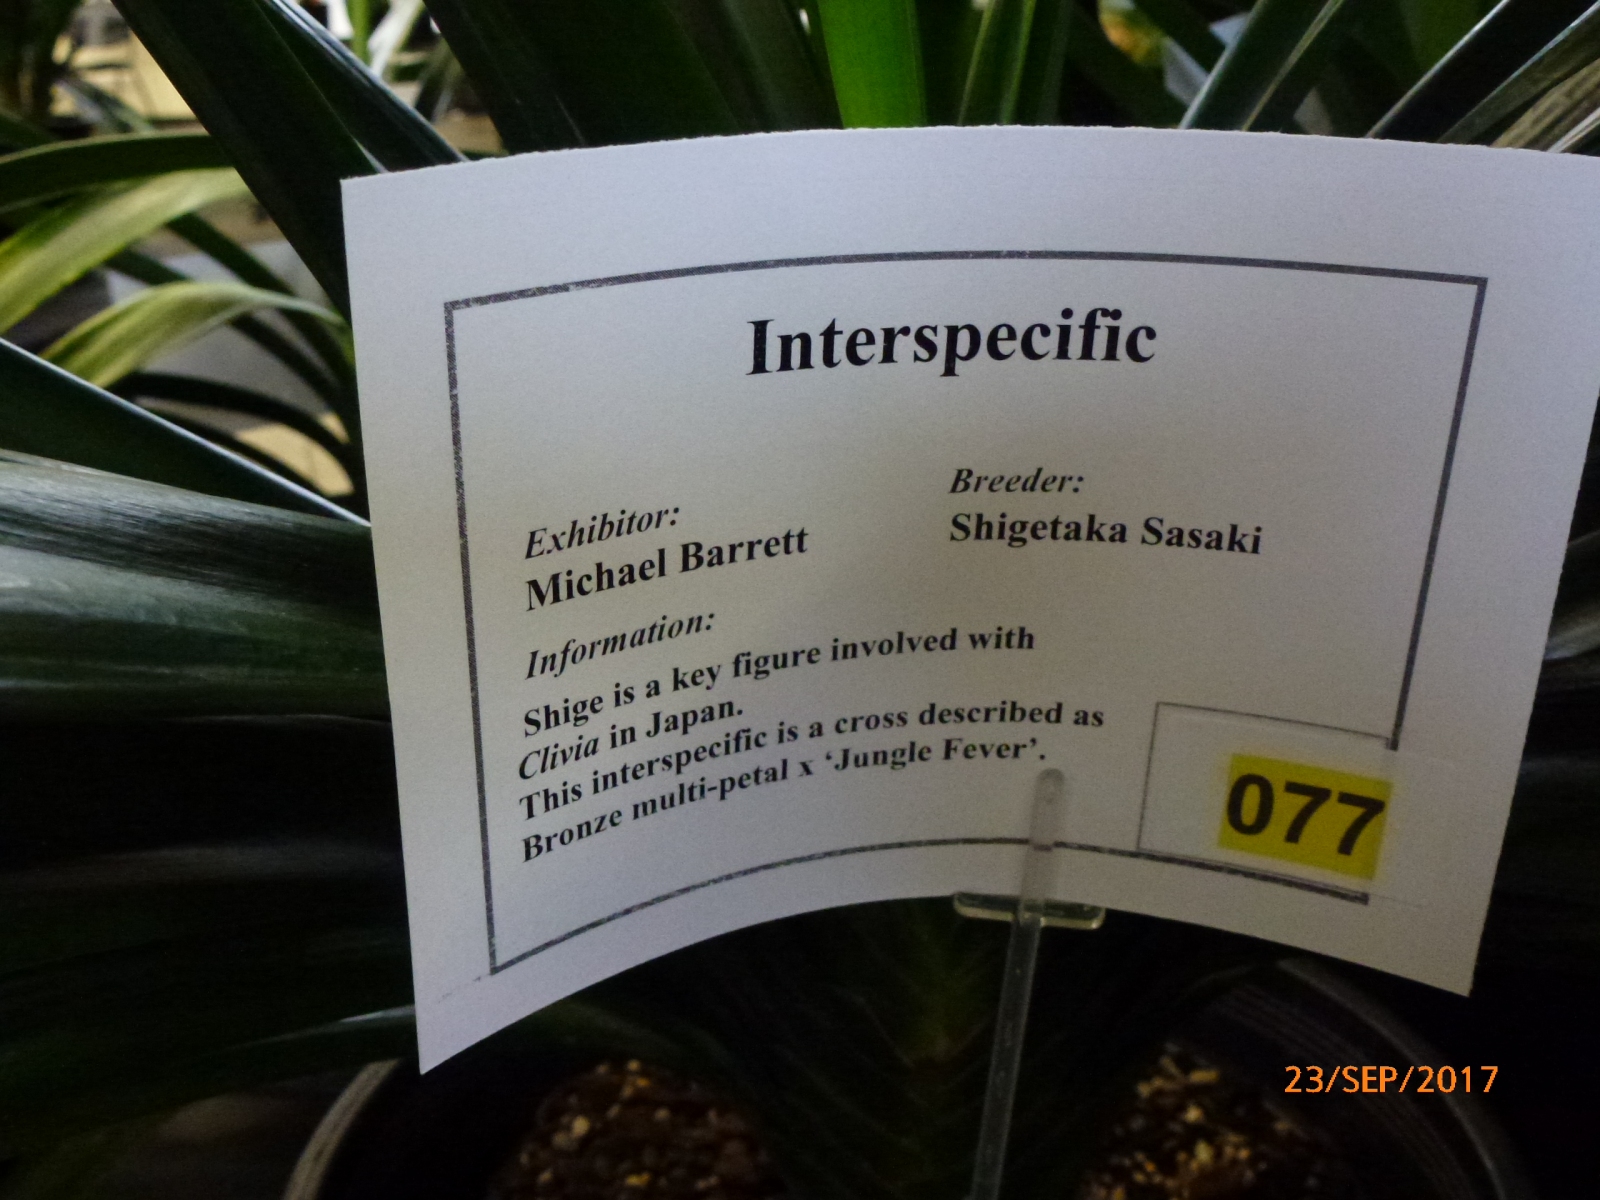 Interspecific
Exhibitor:
Michael Barrett
Breeder:
Shigetaka Sasaki
Information:
Shige is a key figure involved with
Clivia in Japan.
This interspecific is a cross described as
Bronze multi-petal x ‘Jungle Fever’.
077
23/SEP/2017